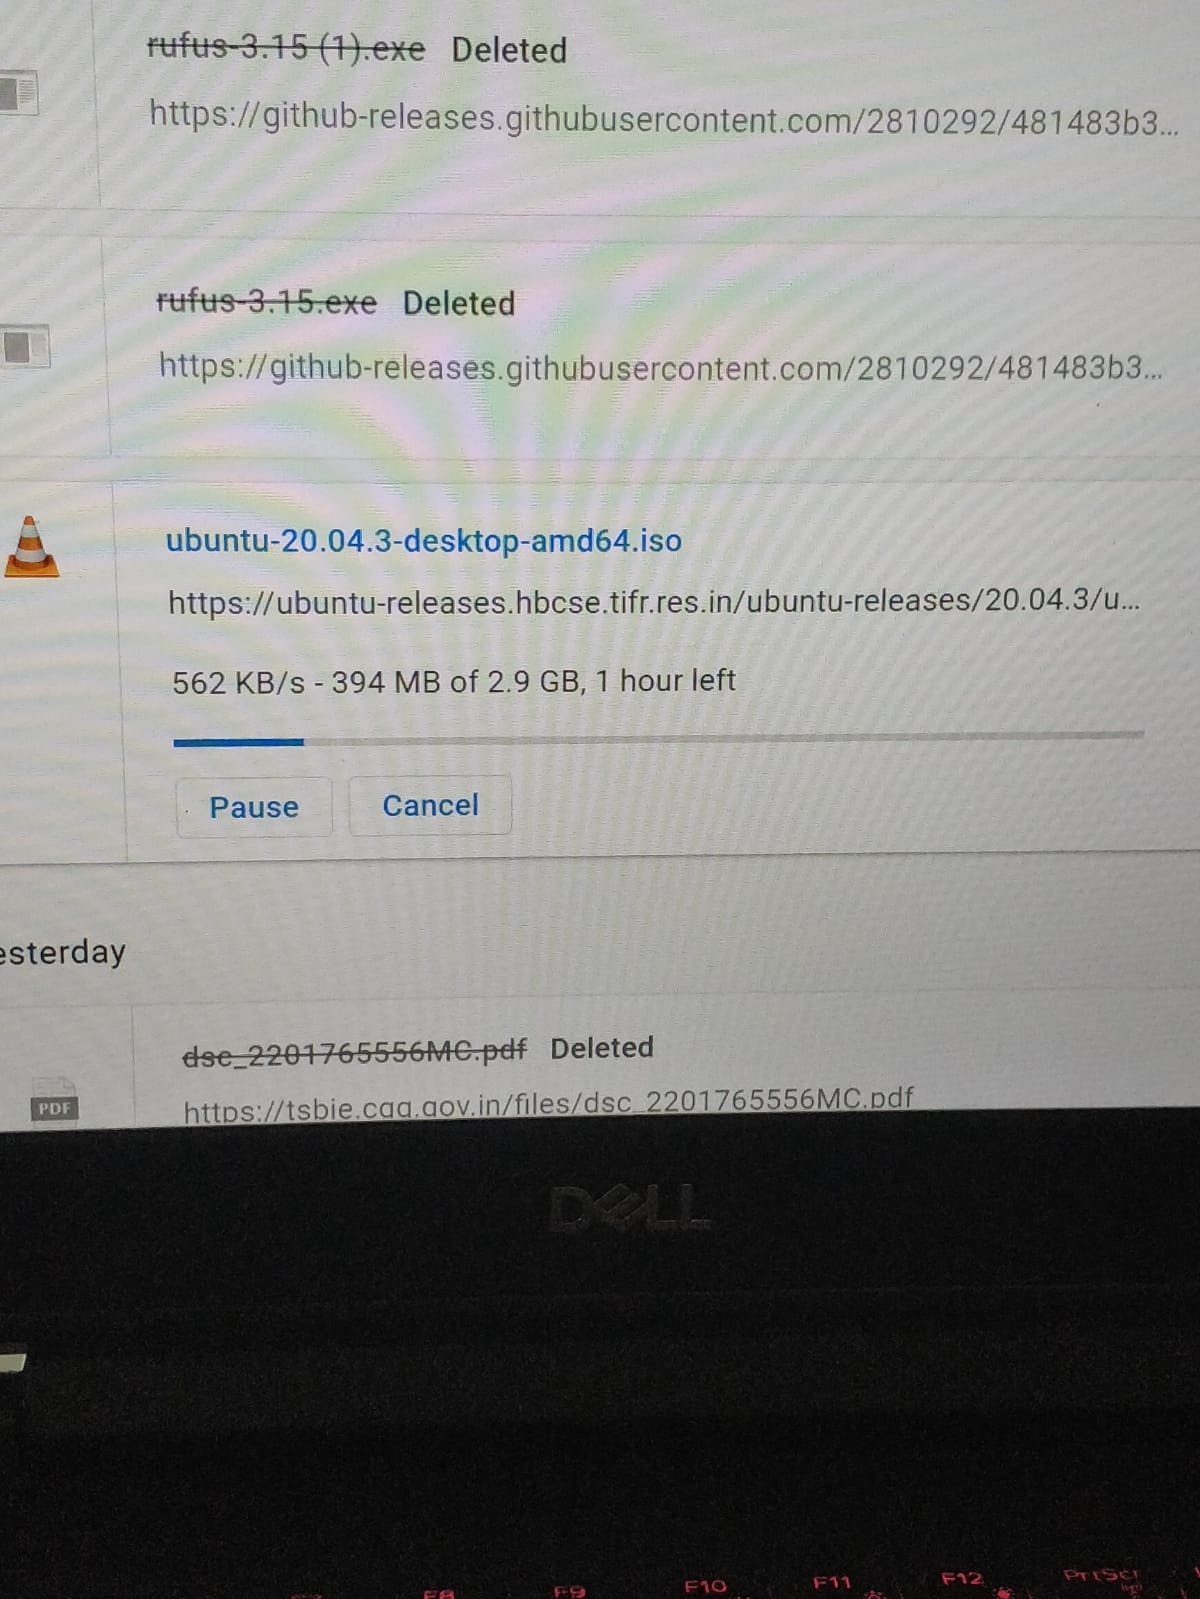 rufus-3.15 (1).exe Deleted
https://github-releases.githubusercontent.com/2810292/481483b3...
rufus-3.15.exe Deleted
https://github-releases.githubusercontent.com/2810292/481483b3...
ubuntu-20.04.3-desktop-amd64.iso
https://ubuntu-releases.hbcse.tifr.res.in/ubuntu-releases/20.04.3/u...
562 KB/s - 394 MB of 2.9 GB, 1 hour left
Pause Cancel
esterday
dsc_2201765556MC.pdf Deleted
PDF
https://tsbie.cgg.gov.in/files/dsc_2201765556MC.pdf
DELL
F8 F9 F10 F11 F12 PrtScr